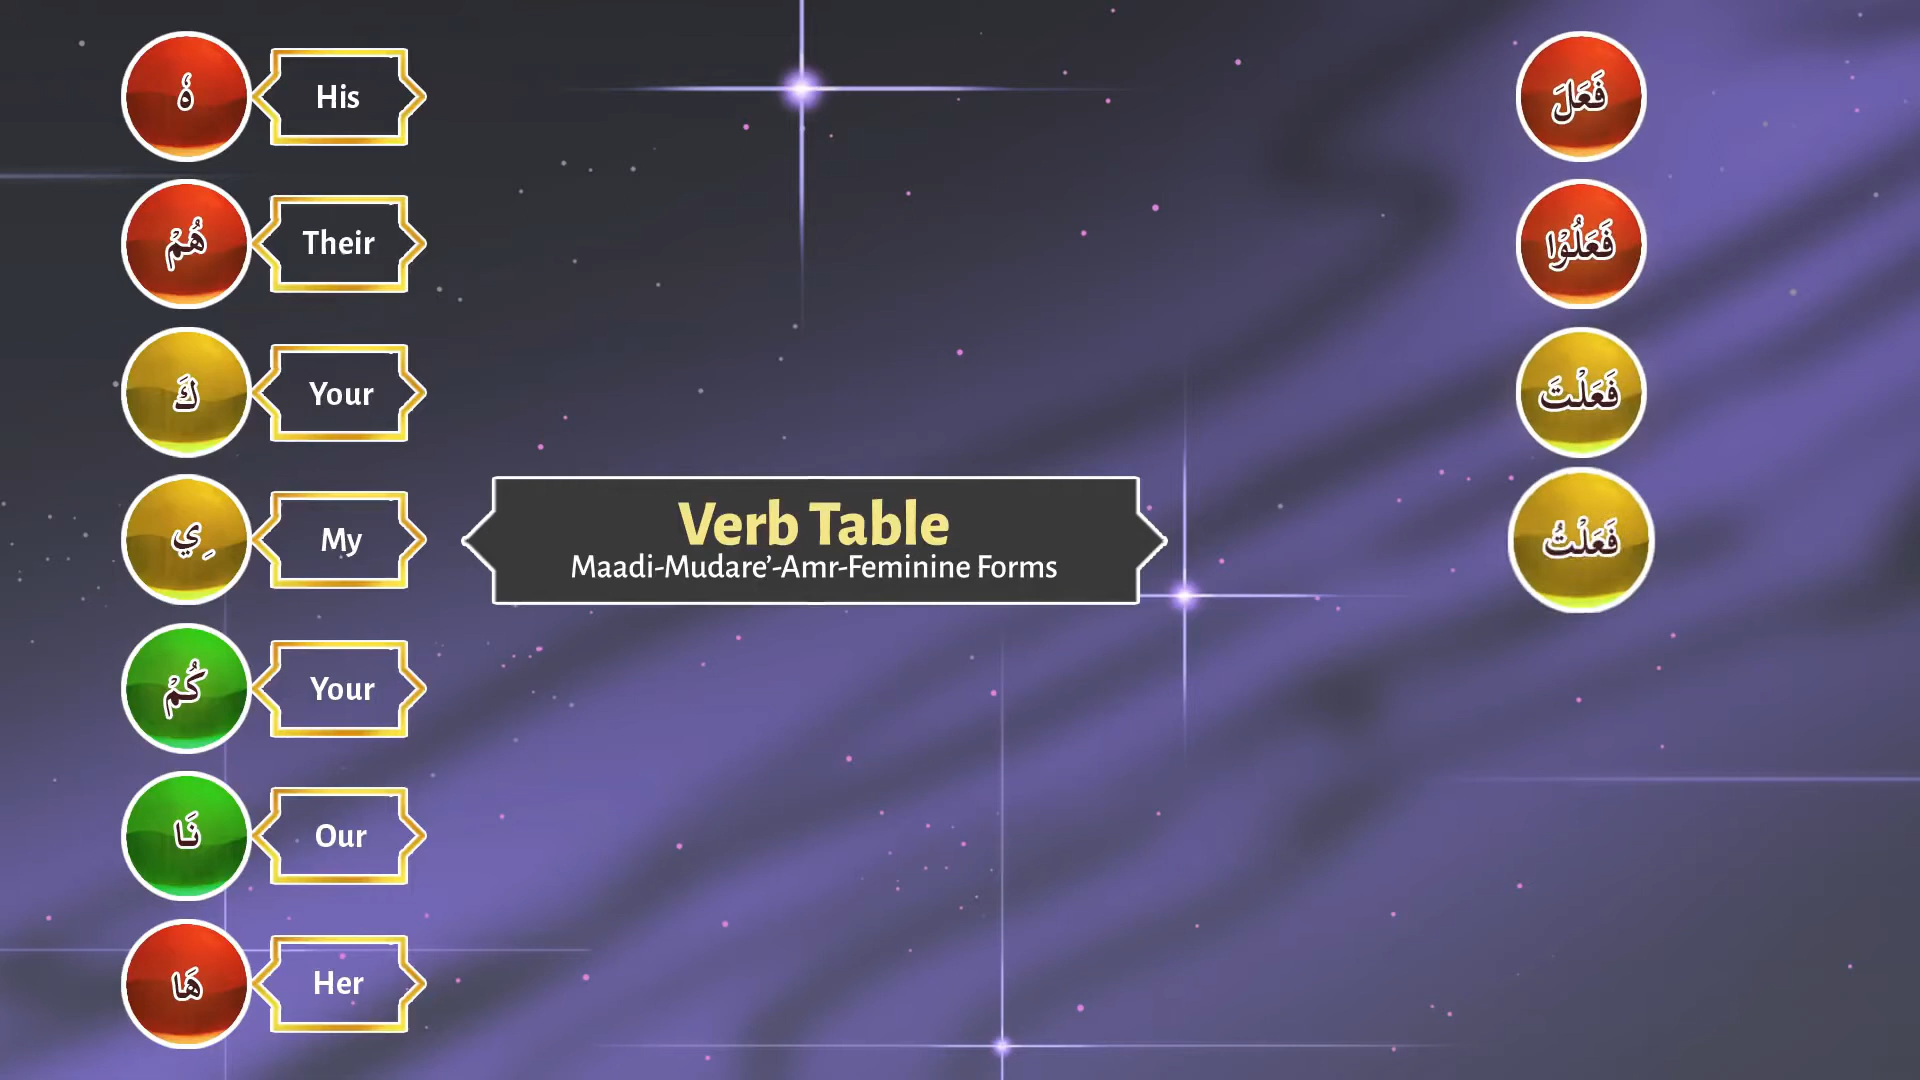 هٗ
His
فَعَلَ
هُمْ
Their
فَعَلُوْا
كَ
Your
فَعَلْتَ
ـِي
My
Verb Table
Maadi-Mudare’-Amr-Feminine Forms
فَعَلْتُ
كُمْ
Your
نَا
Our
هَا
Her